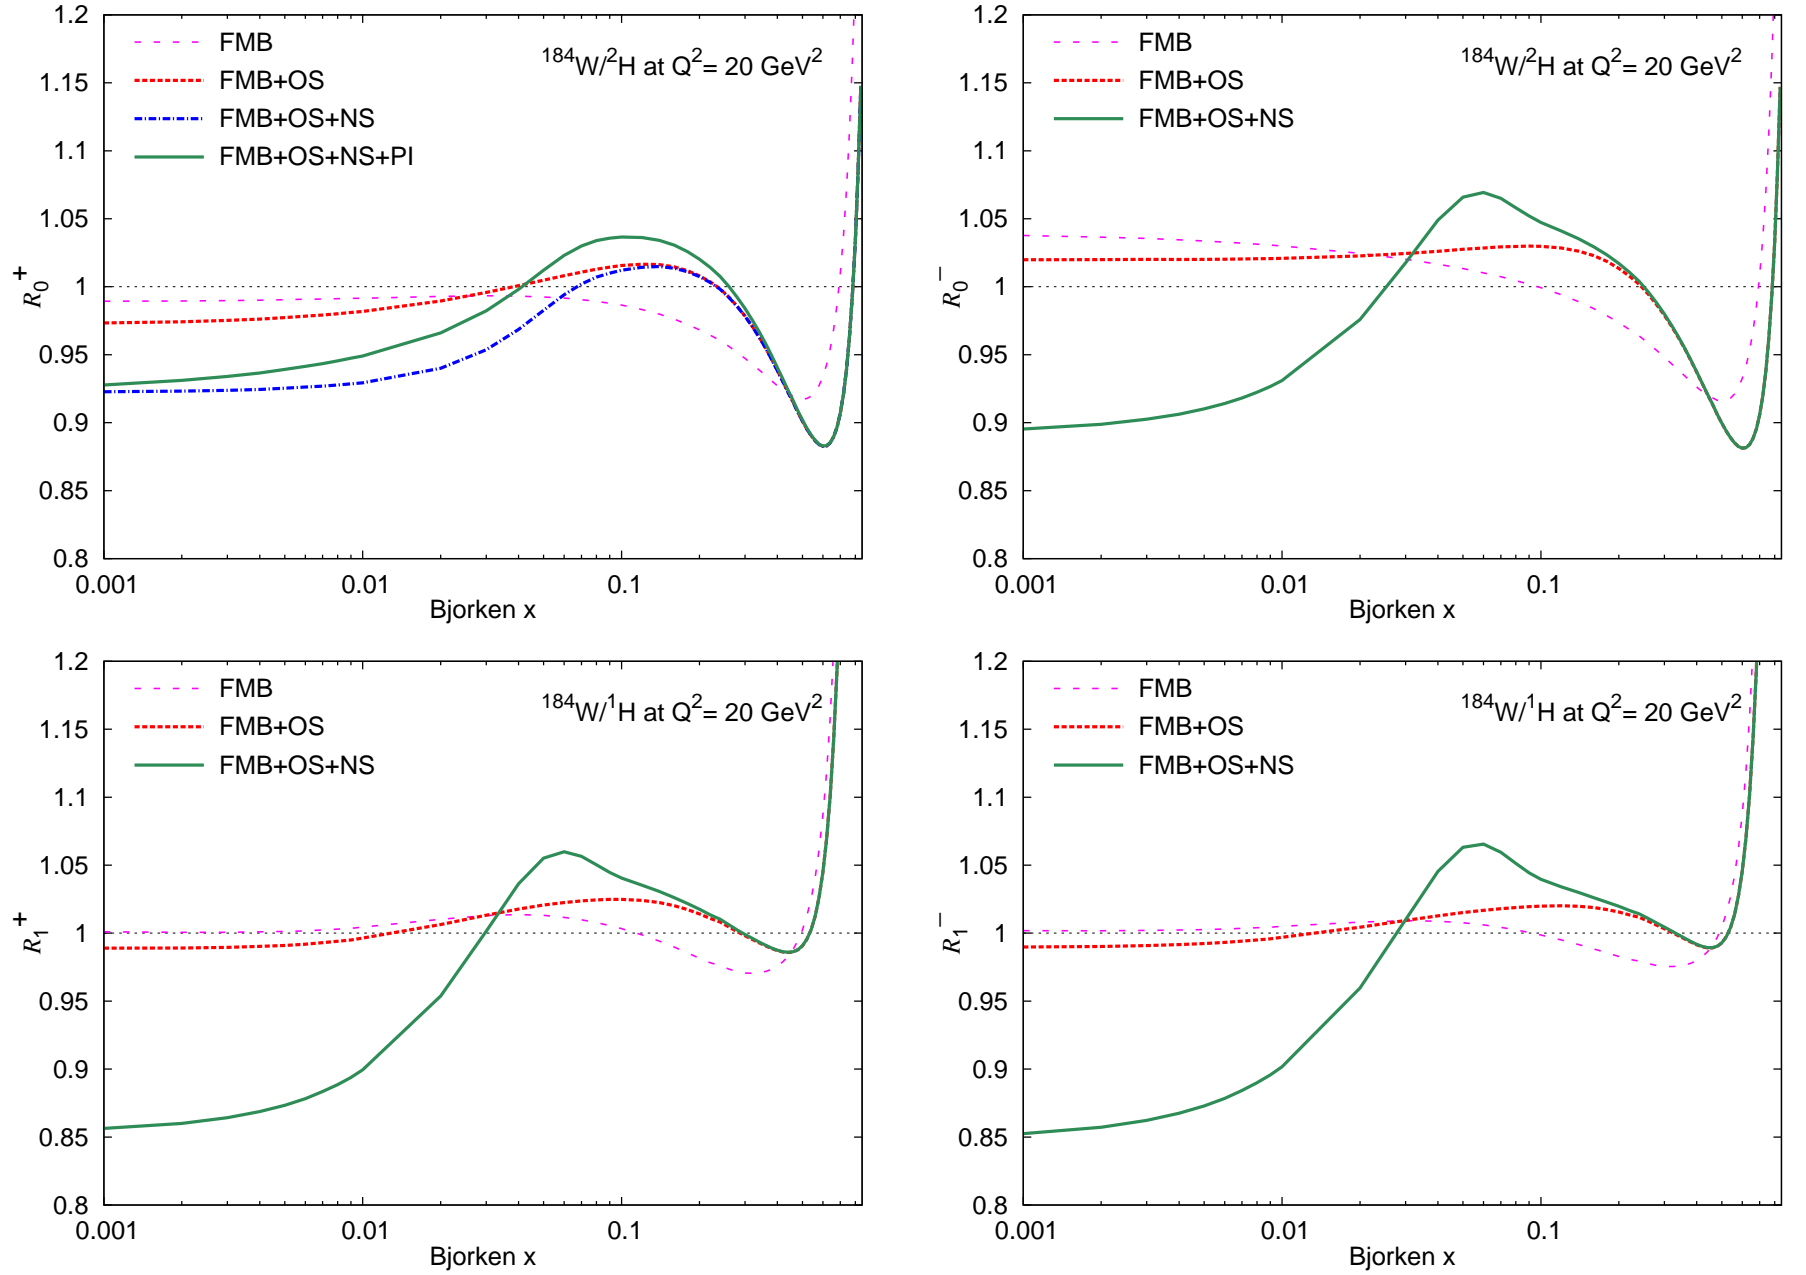 FMB
FMB+OS
FMB+OS+NS
FMB+OS+NS+PI
¹⁸⁴W/²H at Q²= 20 GeV²
1.2
1.15
1.1
1.05
1
0.95
0.9
0.85
0.8
R₀⁺
0.001 0.01 0.1
Bjorken x
FMB
FMB+OS
FMB+OS+NS
¹⁸⁴W/²H at Q²= 20 GeV²
1.2
1.15
1.1
1.05
1
0.95
0.9
0.85
0.8
R₀⁻
0.001 0.01 0.1
Bjorken x
FMB
FMB+OS
FMB+OS+NS
¹⁸⁴W/¹H at Q²= 20 GeV²
1.2
1.15
1.1
1.05
1
0.95
0.9
0.85
0.8
R₁⁺
0.001 0.01 0.1
Bjorken x
FMB
FMB+OS
FMB+OS+NS
¹⁸⁴W/¹H at Q²= 20 GeV²
1.2
1.15
1.1
1.05
1
0.95
0.9
0.85
0.8
R₁⁻
0.001 0.01 0.1
Bjorken x